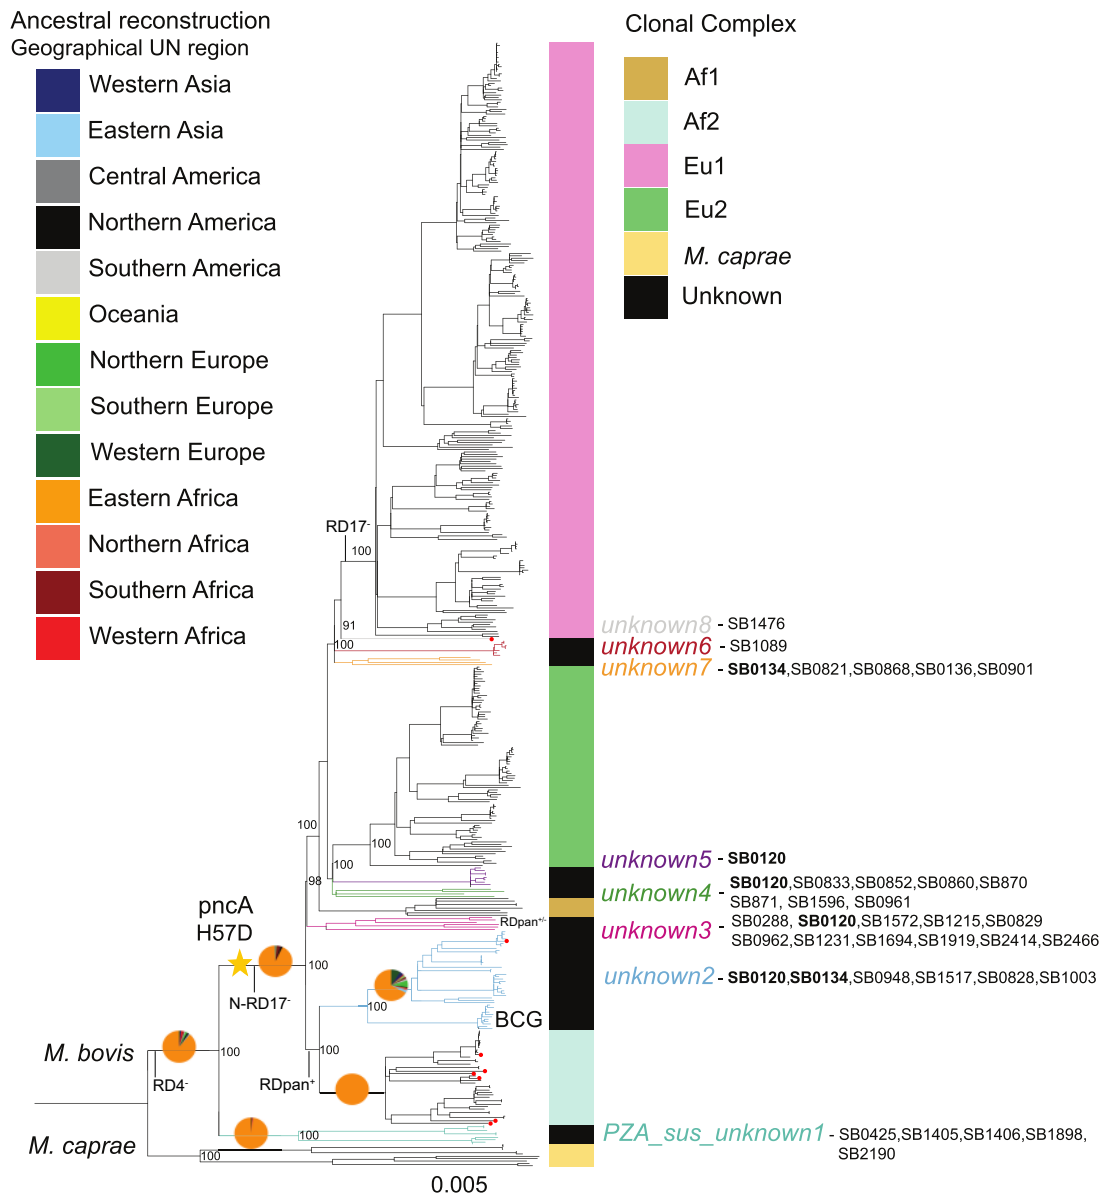 Ancestral reconstruction
Geographical UN region
Western Asia
Eastern Asia
Central America
Northern America
Southern America
Oceania
Northern Europe
Southern Europe
Western Europe
Eastern Africa
Northern Africa
Southern Africa
Western Africa
Clonal Complex
Af1
Af2
Eu1
Eu2
M. caprae
Unknown
RD17-
100
91
100
unknown8 - SB1476
unknown6 - SB1089
unknown7 - SB0134,SB0821,SB0868,SB0136,SB0901
100
100
100
98
unknown5 - SB0120
unknown4 - SB0120,SB0833,SB0852,SB0860,SB870
SB871, SB1596, SB0961
pncA
H57D
RDpan+/-
unknown3 - SB0288, SB0120,SB1572,SB1215,SB0829
SB0962,SB1231,SB1694,SB1919,SB2414,SB2466
100
N-RD17-
unknown2 - SB0120,SB0134,SB0948,SB1517,SB0828,SB1003
100
BCG
M. bovis
100
100
RD4-
RDpan+
PZA_sus_unknown1 - SB0425,SB1405,SB1406,SB1898,
SB2190
100
M. caprae
100
0.005